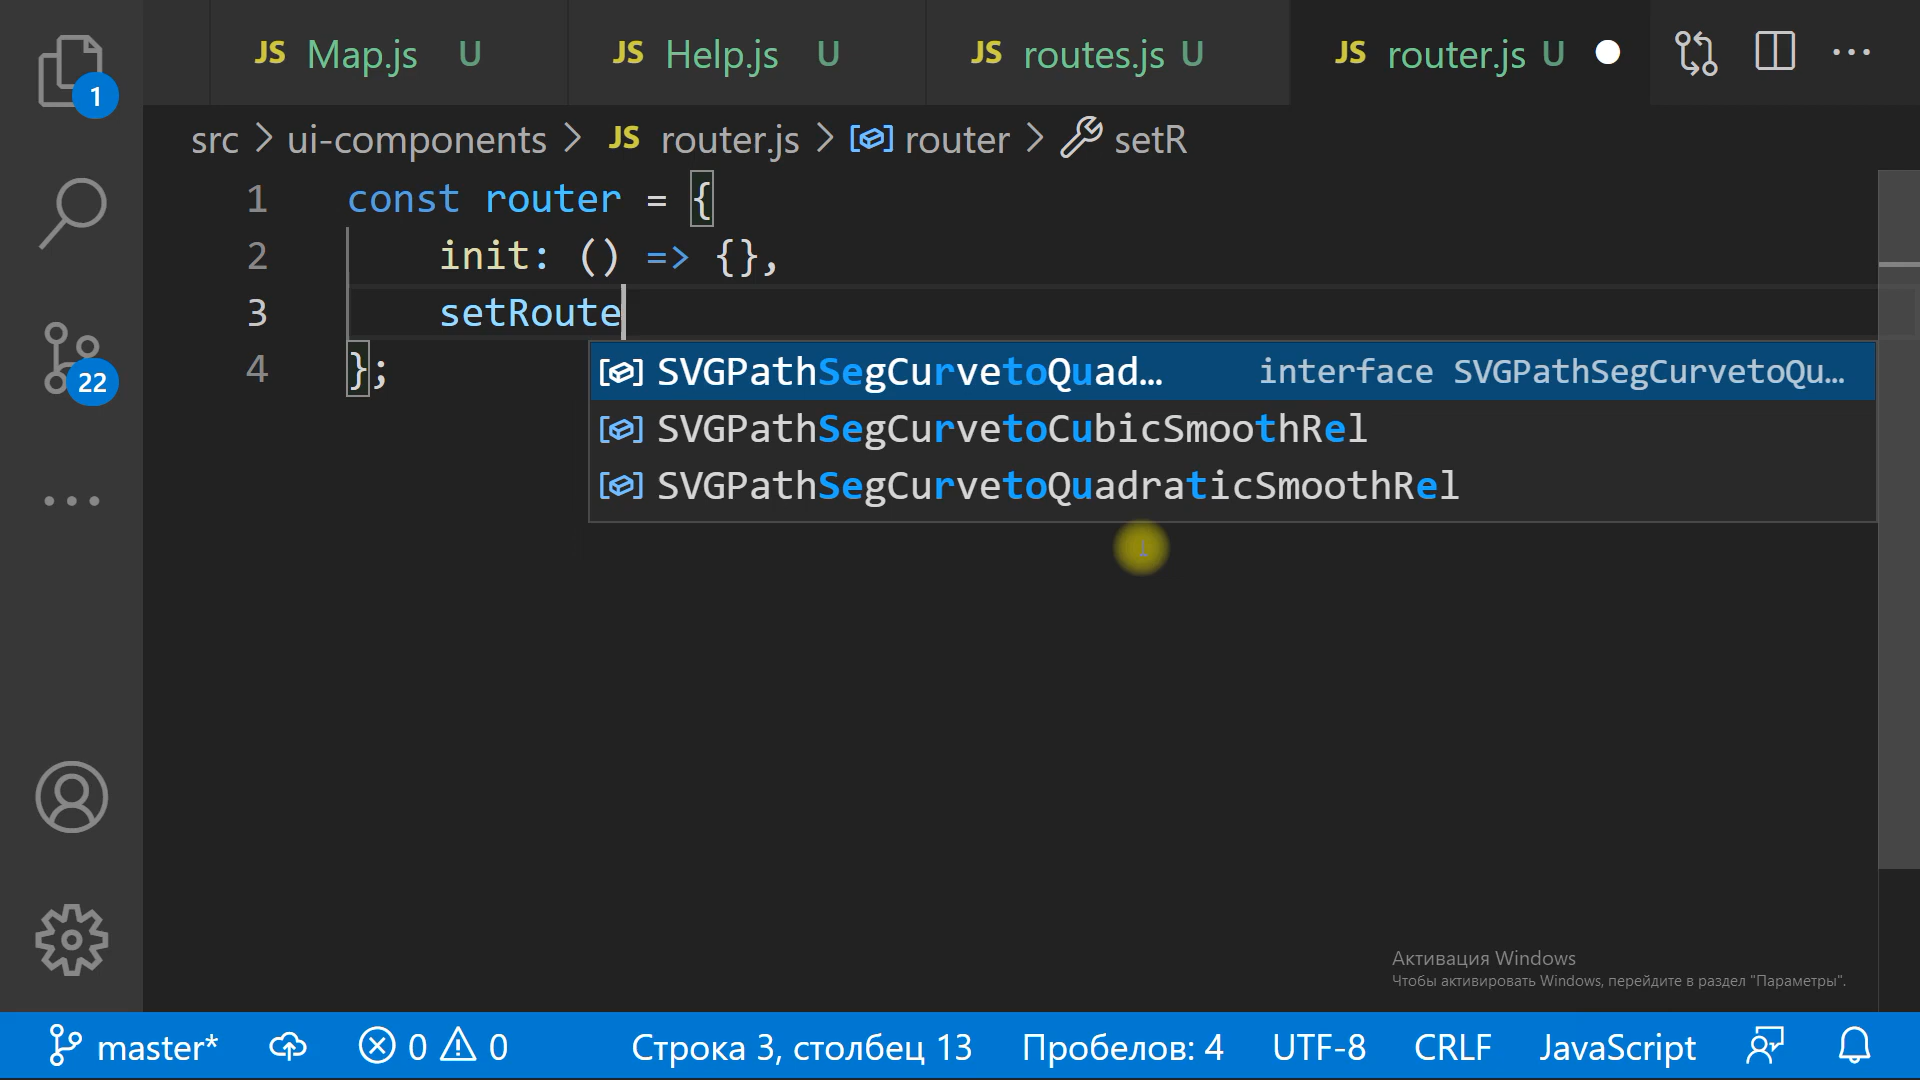 JS Map.js U JS Help.js U JS routes.js U JS router.js U
1
src > ui-components > JS router.js > router > setR
1 const router = {
2 init: () => {},
3 setRoute
4 };
SVGPathSegCurvetoQuad… interface SVGPathSegCurvetoQu…
SVGPathSegCurvetoCubicSmoothRel
SVGPathSegCurvetoQuadraticSmoothRel
22
Активация Windows
Чтобы активировать Windows, перейдите в раздел "Параметры".
master* 0 0 Строка 3, столбец 13 Пробелов: 4 UTF-8 CRLF JavaScript